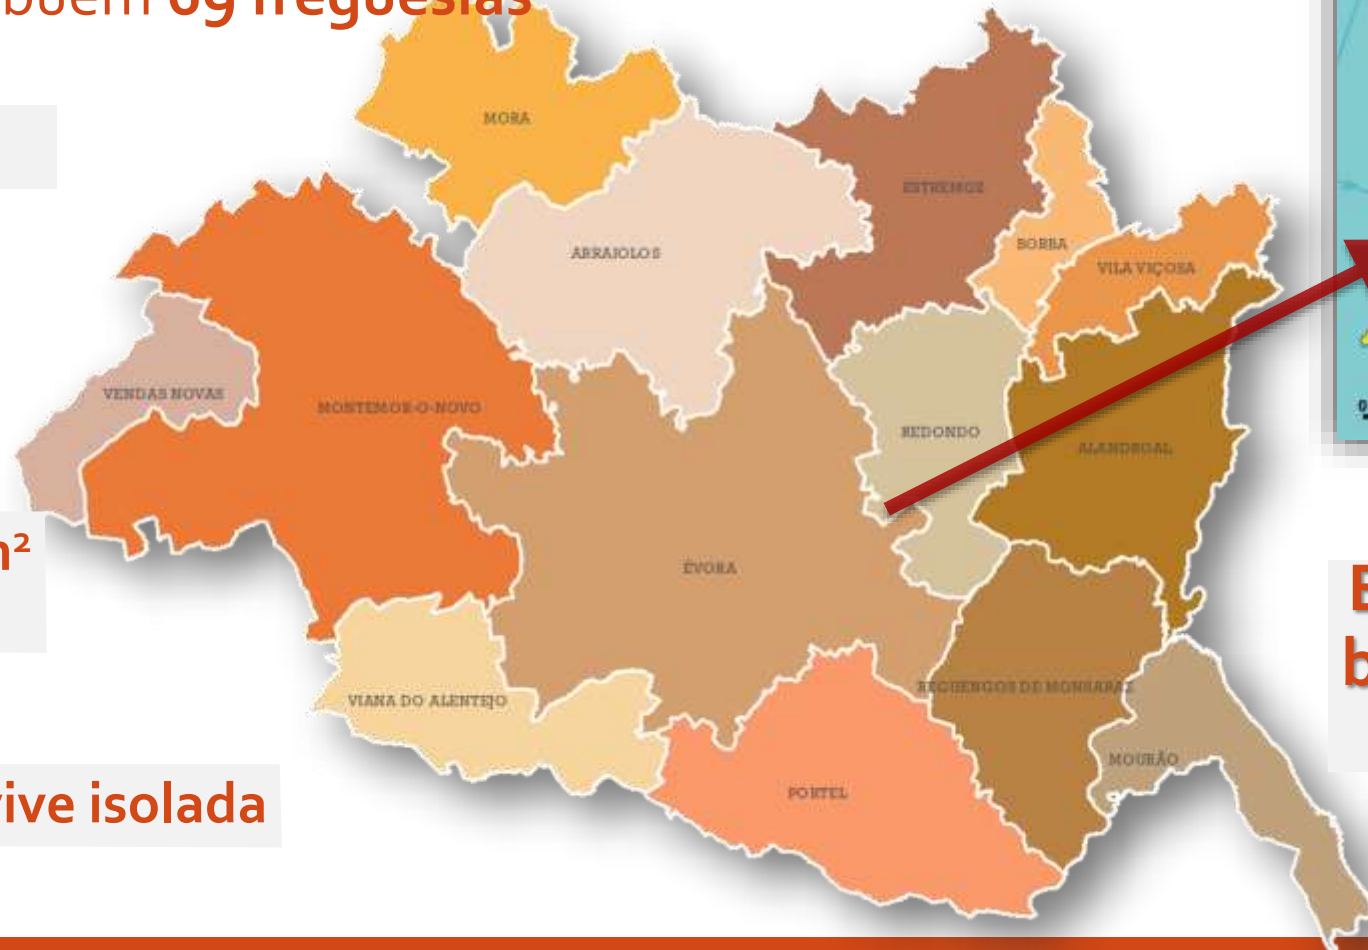 buem 69 freguesias
MORA
ESTREMOZ
ARRAIOLOS
BORBA
VILA VIÇOSA
VENDAS NOVAS
MONTEMOR-O-NOVO
REDONDO
ALANDROAL
m²
ÉVORA
REGUENGOS DE MONSARAZ
VIANA DO ALENTEJO
MOURÃO
PORTEL
vive isolada